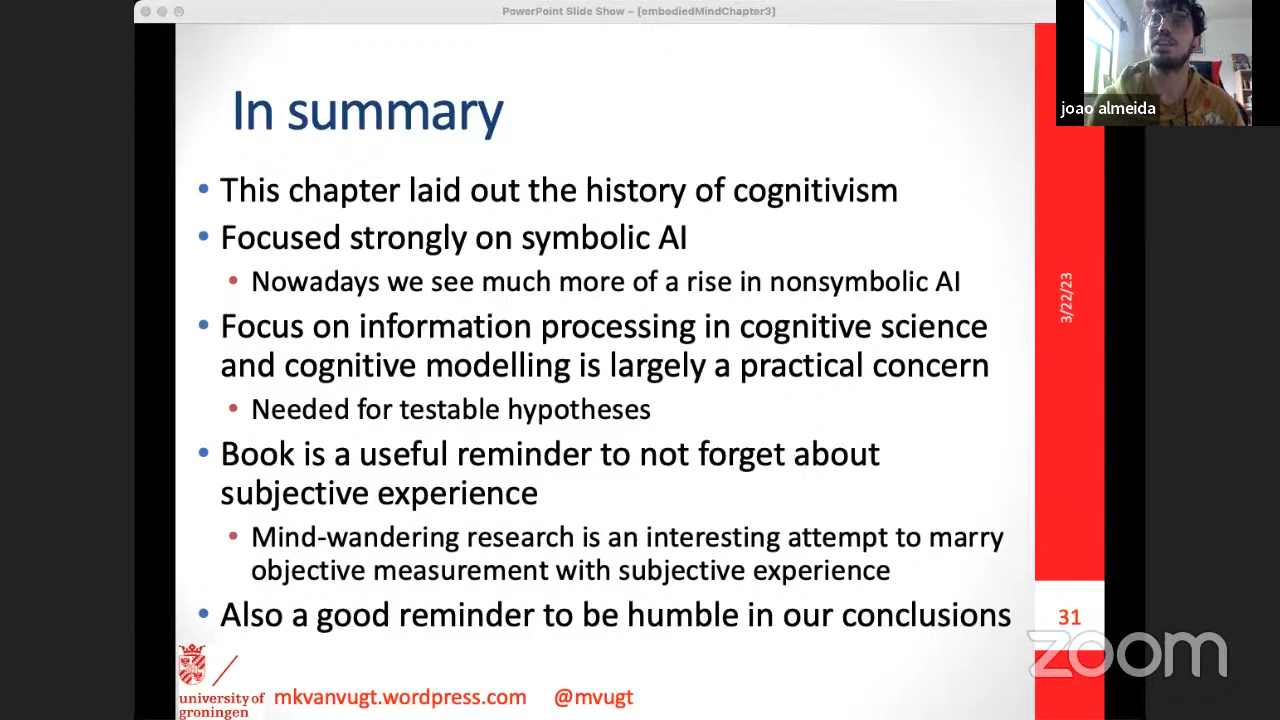 PowerPoint Slide Show – [embodiedMindChapter3]
joao almeida
In summary
• This chapter laid out the history of cognitivism
• Focused strongly on symbolic AI
• Nowadays we see much more of a rise in nonsymbolic AI
• Focus on information processing in cognitive science
and cognitive modelling is largely a practical concern
• Needed for testable hypotheses
• Book is a useful reminder to not forget about
subjective experience
• Mind-wandering research is an interesting attempt to marry
objective measurement with subjective experience
• Also a good reminder to be humble in our conclusions
3/22/23
31
zoom
university of
groningen
mkvanvugt.wordpress.com @mvugt